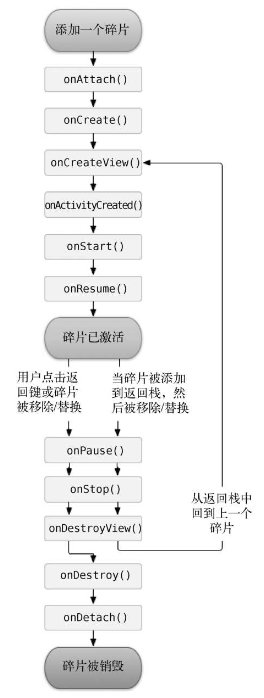 添加一个碎片
onAttach()
onCreate()
onCreateView()
onActivityCreated()
onStart()
onResume()
碎片已激活
用户点击返
回键或碎片
被移除/替换
当碎片被添加
到返回栈，然
后被移除/替换
onPause()
onStop()
onDestroyView()
从返回栈中
回到上一个
碎片
onDestroy()
onDetach()
碎片被销毁